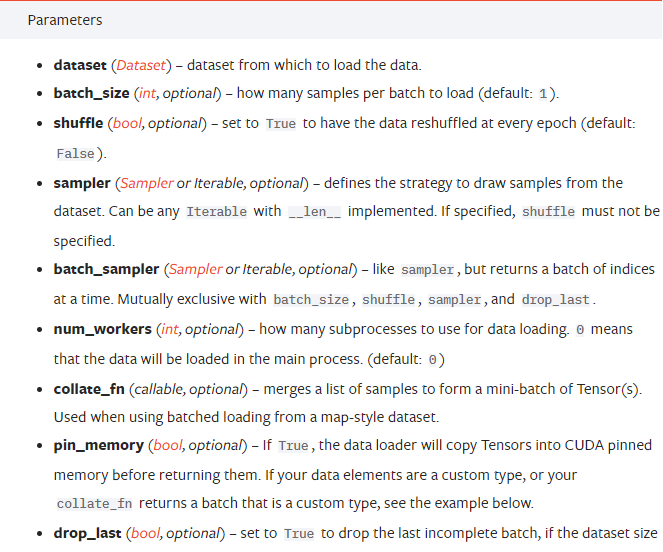 Parameters
dataset (Dataset) – dataset from which to load the data.
batch_size (int, optional) – how many samples per batch to load (default: 1).
shuffle (bool, optional) – set to True to have the data reshuffled at every epoch (default:
False).
sampler (Sampler or Iterable, optional) – defines the strategy to draw samples from the
dataset. Can be any Iterable with __len__ implemented. If specified, shuffle must not be
specified.
batch_sampler (Sampler or Iterable, optional) – like sampler, but returns a batch of indices
at a time. Mutually exclusive with batch_size, shuffle, sampler, and drop_last.
num_workers (int, optional) – how many subprocesses to use for data loading. 0 means
that the data will be loaded in the main process. (default: 0)
collate_fn (callable, optional) – merges a list of samples to form a mini-batch of Tensor(s).
Used when using batched loading from a map-style dataset.
pin_memory (bool, optional) – If True, the data loader will copy Tensors into CUDA pinned
memory before returning them. If your data elements are a custom type, or your
collate_fn returns a batch that is a custom type, see the example below.
drop_last (bool, optional) – set to True to drop the last incomplete batch, if the dataset size